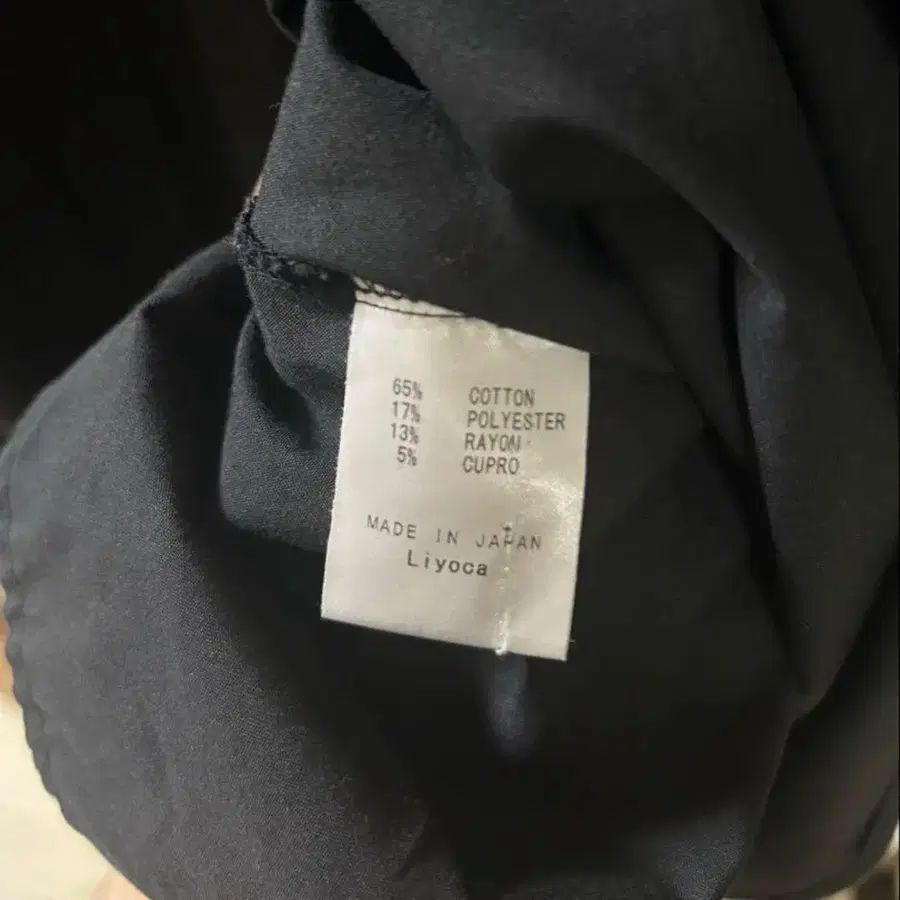 65% COTTON
17% POLYESTER
13% RAYON
5% CUPRO
MADE IN JAPAN
Liyoca